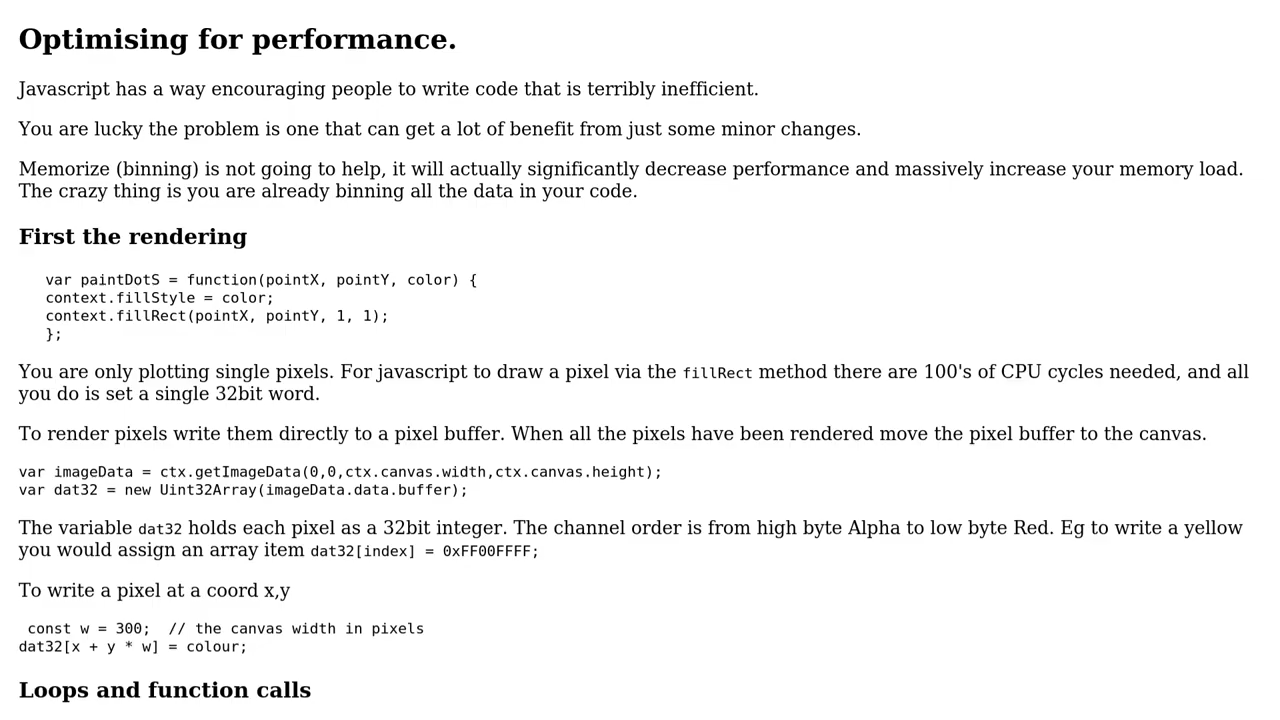 Optimising for performance.
Javascript has a way encouraging people to write code that is terribly inefficient.
You are lucky the problem is one that can get a lot of benefit from just some minor changes.
Memorize (binning) is not going to help, it will actually significantly decrease performance and massively increase your memory load.
The crazy thing is you are already binning all the data in your code.
First the rendering
var paintDotS = function(pointX, pointY, color) {
context.fillStyle = color;
context.fillRect(pointX, pointY, 1, 1);
};
You are only plotting single pixels. For javascript to draw a pixel via the fillRect method there are 100's of CPU cycles needed, and all
you do is set a single 32bit word.
To render pixels write them directly to a pixel buffer. When all the pixels have been rendered move the pixel buffer to the canvas.
var imageData = ctx.getImageData(0,0,ctx.canvas.width,ctx.canvas.height);
var dat32 = new Uint32Array(imageData.data.buffer);
The variable dat32 holds each pixel as a 32bit integer. The channel order is from high byte Alpha to low byte Red. Eg to write a yellow
you would assign an array item dat32[index] = 0xFF00FFFF;
To write a pixel at a coord x,y
const w = 300;  // the canvas width in pixels
dat32[x + y * w] = colour;
Loops and function calls